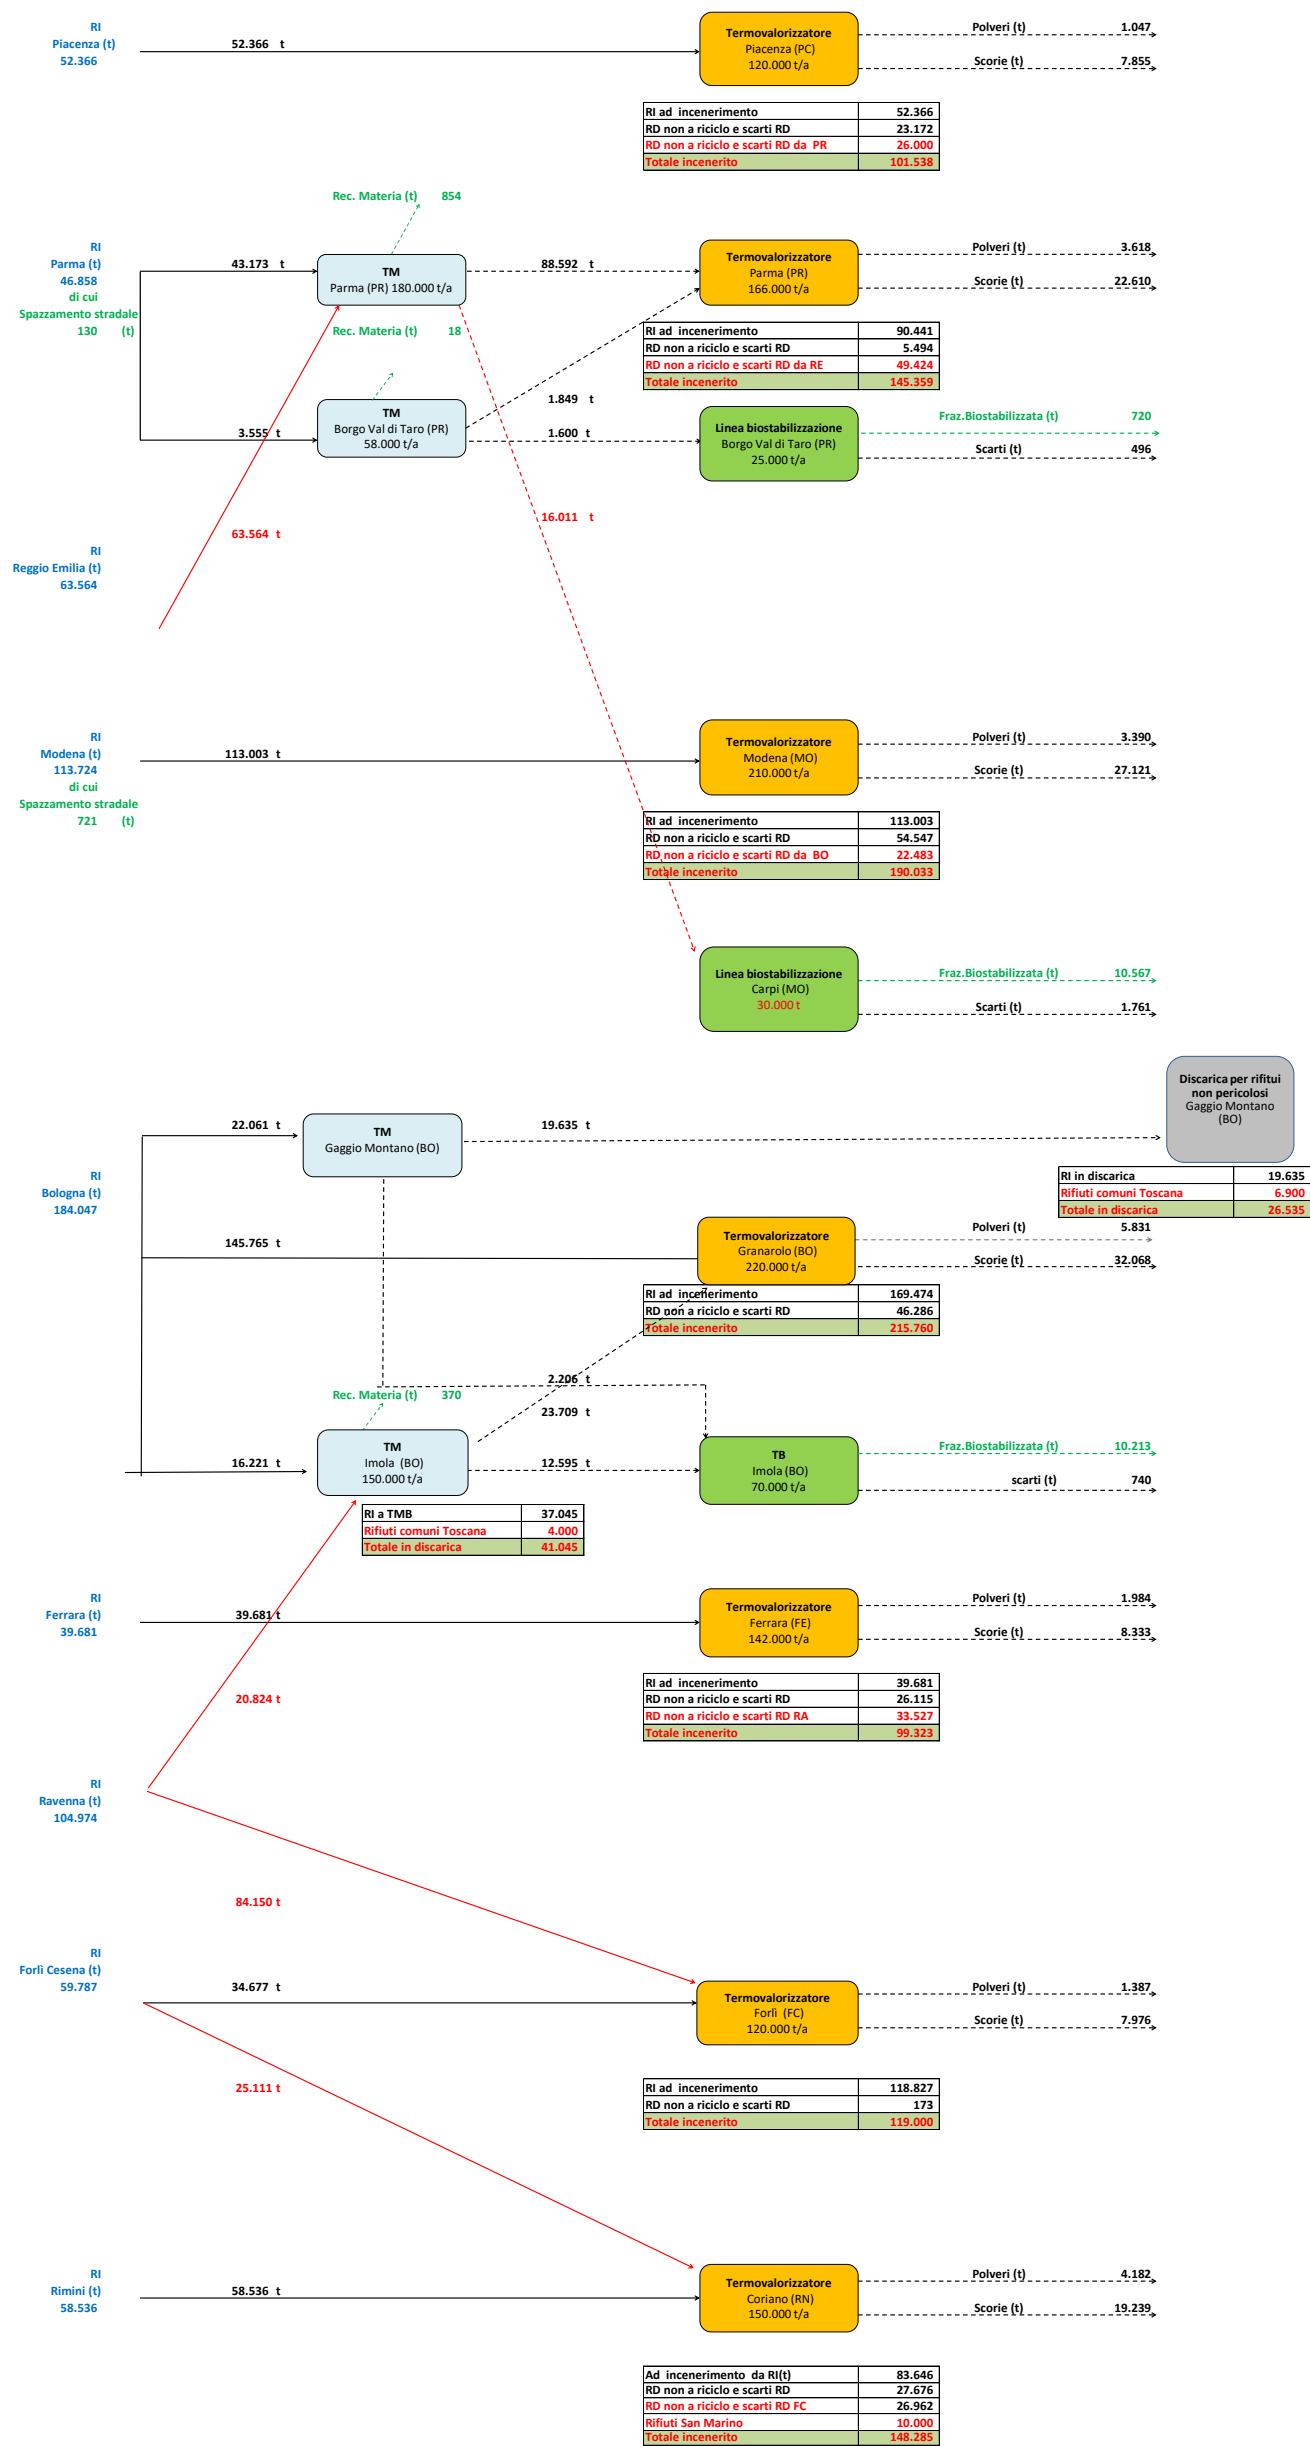 RI
Piacenza (t)
52.366
52.366 t
Termovalorizzatore
Piacenza (PC)
120.000 t/a
Polveri (t) 1.047
Scorie (t) 7.855
RI ad incenerimento 52.366
RD non a riciclo e scarti RD 23.172
RD non a riciclo e scarti RD da PR 26.000
Totale incenerito 101.538
Rec. Materia (t) 854
RI
Parma (t)
46.858
di cui
Spazzamento stradale
130 (t)
43.173 t
TM
Parma (PR) 180.000 t/a
88.592 t
Termovalorizzatore
Parma (PR)
166.000 t/a
Polveri (t) 3.618
Scorie (t) 22.610
Rec. Materia (t) 18
RI ad incenerimento 90.441
RD non a riciclo e scarti RD 5.494
RD non a riciclo e scarti RD da RE 49.424
Totale incenerito 145.359
3.555 t
TM
Borgo Val di Taro (PR)
58.000 t/a
1.849 t
1.600 t
Linea biostabilizzazione
Borgo Val di Taro (PR)
25.000 t/a
Fraz.Biostabilizzata (t) 720
Scarti (t) 496
16.011 t
63.564 t
RI
Reggio Emilia (t)
63.564
RI
Modena (t)
113.724
di cui
Spazzamento stradale
721 (t)
113.003 t
Termovalorizzatore
Modena (MO)
210.000 t/a
Polveri (t) 3.390
Scorie (t) 27.121
RI ad incenerimento 113.003
RD non a riciclo e scarti RD 54.547
RD non a riciclo e scarti RD da BO 22.483
Totale incenerito 190.033
Linea biostabilizzazione
Carpi (MO)
30.000 t
Fraz.Biostabilizzata (t) 10.567
Scarti (t) 1.761
Discarica per rifitui
non pericolosi
Gaggio Montano
(BO)
22.061 t
TM
Gaggio Montano (BO)
19.635 t
RI
Bologna (t)
184.047
RI in discarica 19.635
Rifiuti comuni Toscana 6.900
Totale in discarica 26.535
145.765 t
Termovalorizzatore
Granarolo (BO)
220.000 t/a
Polveri (t) 5.831
Scorie (t) 32.068
RI ad incenerimento 169.474
RD non a riciclo e scarti RD 46.286
Totale incenerito 215.760
2.206 t
Rec. Materia (t) 370
23.709 t
16.221 t
TM
Imola (BO)
150.000 t/a
12.595 t
TB
Imola (BO)
70.000 t/a
Fraz.Biostabilizzata (t) 10.213
scarti (t) 740
RI a TMB 37.045
Rifiuti comuni Toscana 4.000
Totale in discarica 41.045
RI
Ferrara (t)
39.681
39.681 t
Termovalorizzatore
Ferrara (FE)
142.000 t/a
Polveri (t) 1.984
Scorie (t) 8.333
20.824 t
RI ad incenerimento 39.681
RD non a riciclo e scarti RD 26.115
RD non a riciclo e scarti RD RA 33.527
Totale incenerito 99.323
RI
Ravenna (t)
104.974
84.150 t
RI
Forlì Cesena (t)
59.787
34.677 t
Termovalorizzatore
Forlì (FC)
120.000 t/a
Polveri (t) 1.387
Scorie (t) 7.976
25.111 t
RI ad incenerimento 118.827
RD non a riciclo e scarti RD 173
Totale incenerito 119.000
RI
Rimini (t)
58.536
58.536 t
Termovalorizzatore
Coriano (RN)
150.000 t/a
Polveri (t) 4.182
Scorie (t) 19.239
Ad incenerimento da RI(t) 83.646
RD non a riciclo e scarti RD 27.676
RD non a riciclo e scarti RD FC 26.962
Rifiuti San Marino 10.000
Totale incenerito 148.285